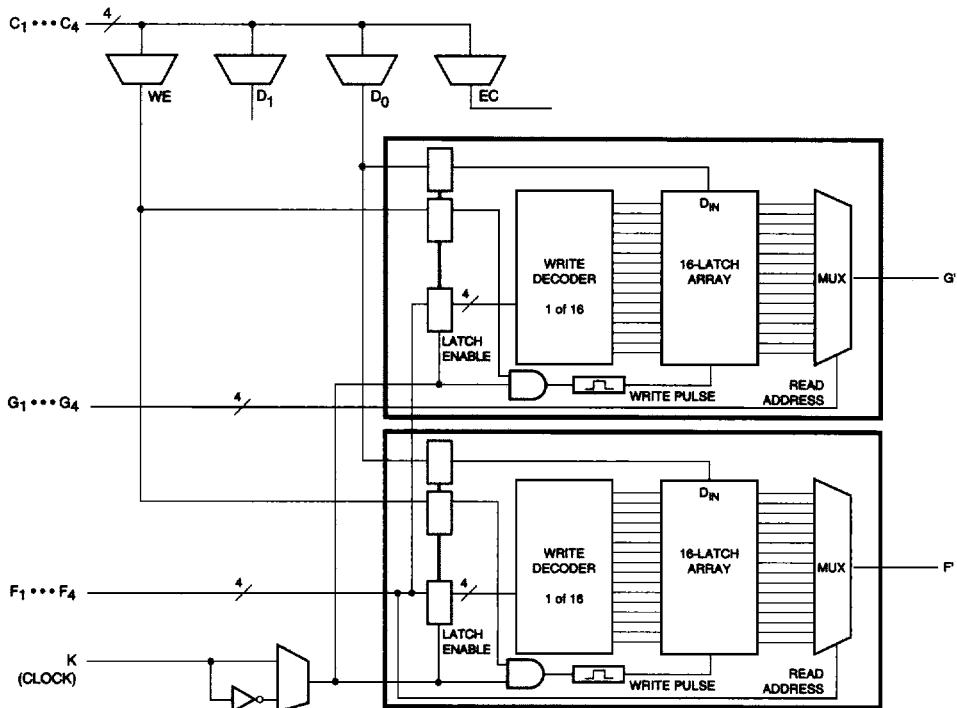 C1 ••• C4
4
WE
D1
D0
EC
DIN
WRITE
DECODER
1 of 16
16-LATCH
ARRAY
MUX
G'
4
LATCH
ENABLE
WRITE PULSE
READ
ADDRESS
G1 ••• G4
4
DIN
WRITE
DECODER
1 of 16
16-LATCH
ARRAY
MUX
F'
F1 ••• F4
4
4
LATCH
ENABLE
K
(CLOCK)
WRITE PULSE
READ
ADDRESS